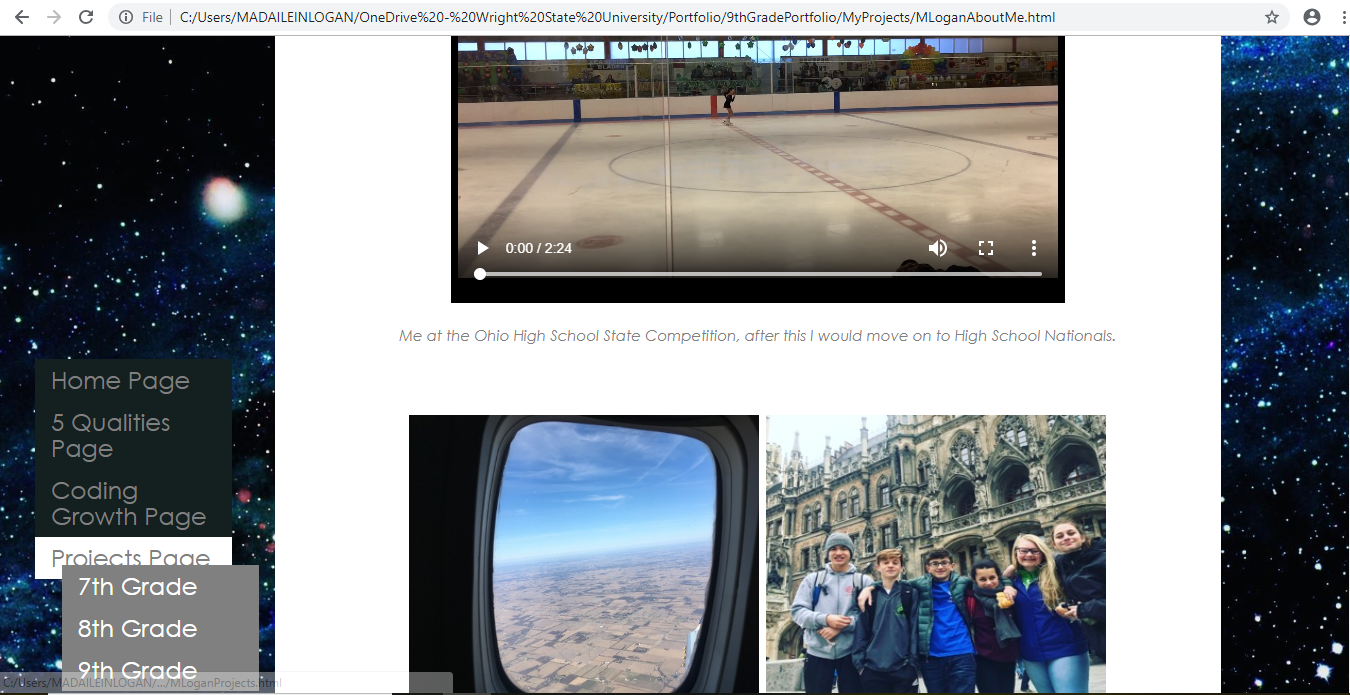 File
C:/Users/MADAILEINLOGAN/OneDrive%20-%20Wright%20State%20University/Portfolio/9thGradePortfolio/MyProjects/MLoganAboutMe.html
0:00 / 2:24
Me at the Ohio High School State Competition, after this I would move on to High School Nationals.
Home Page
5 Qualities
Page
Coding
Growth Page
Projects Page
7th Grade
8th Grade
9th Grade
C:/Users/MADAILEINLOGAN/.../MLoganProjects.html